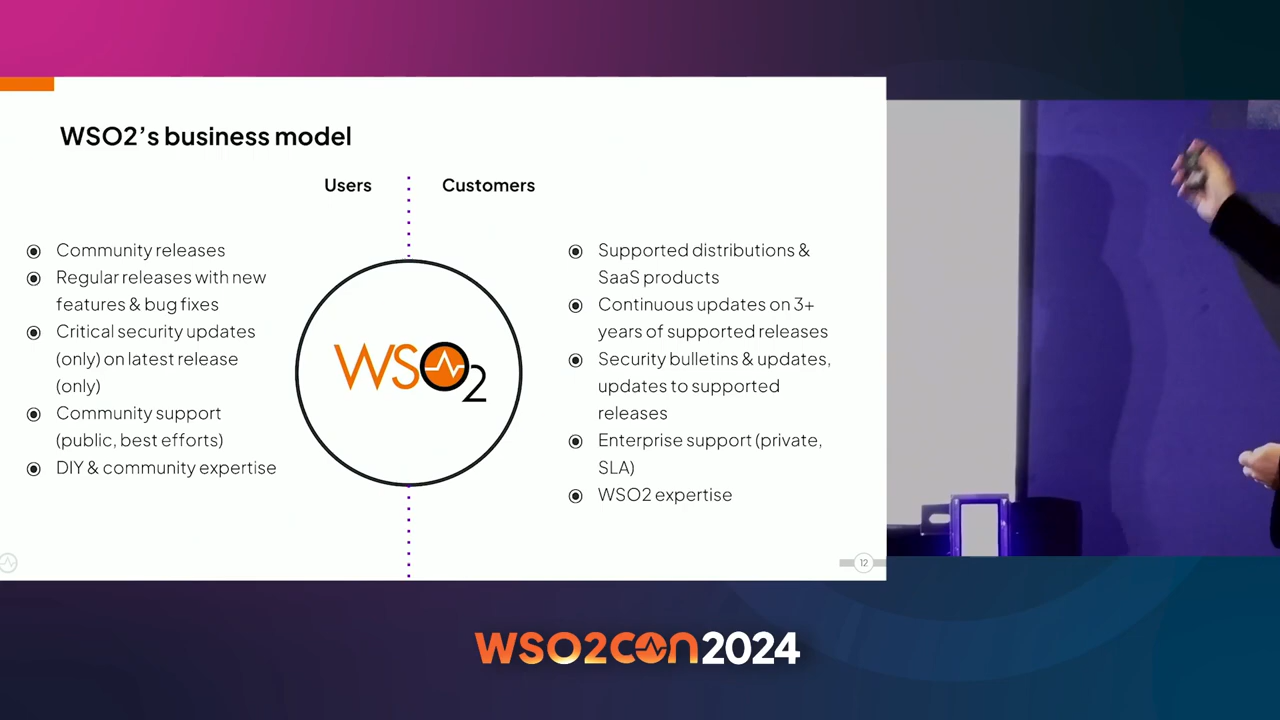 WSO2's business model
Users
Customers
Community releases
Regular releases with new
features & bug fixes
Critical security updates
(only) on latest release
(only)
Community support
(public, best efforts)
DIY & community expertise
WSO2
Supported distributions &
SaaS products
Continuous updates on 3+
years of supported releases
Security bulletins & updates,
updates to supported
releases
Enterprise support (private,
SLA)
WSO2 expertise
12
WSO2CON2024